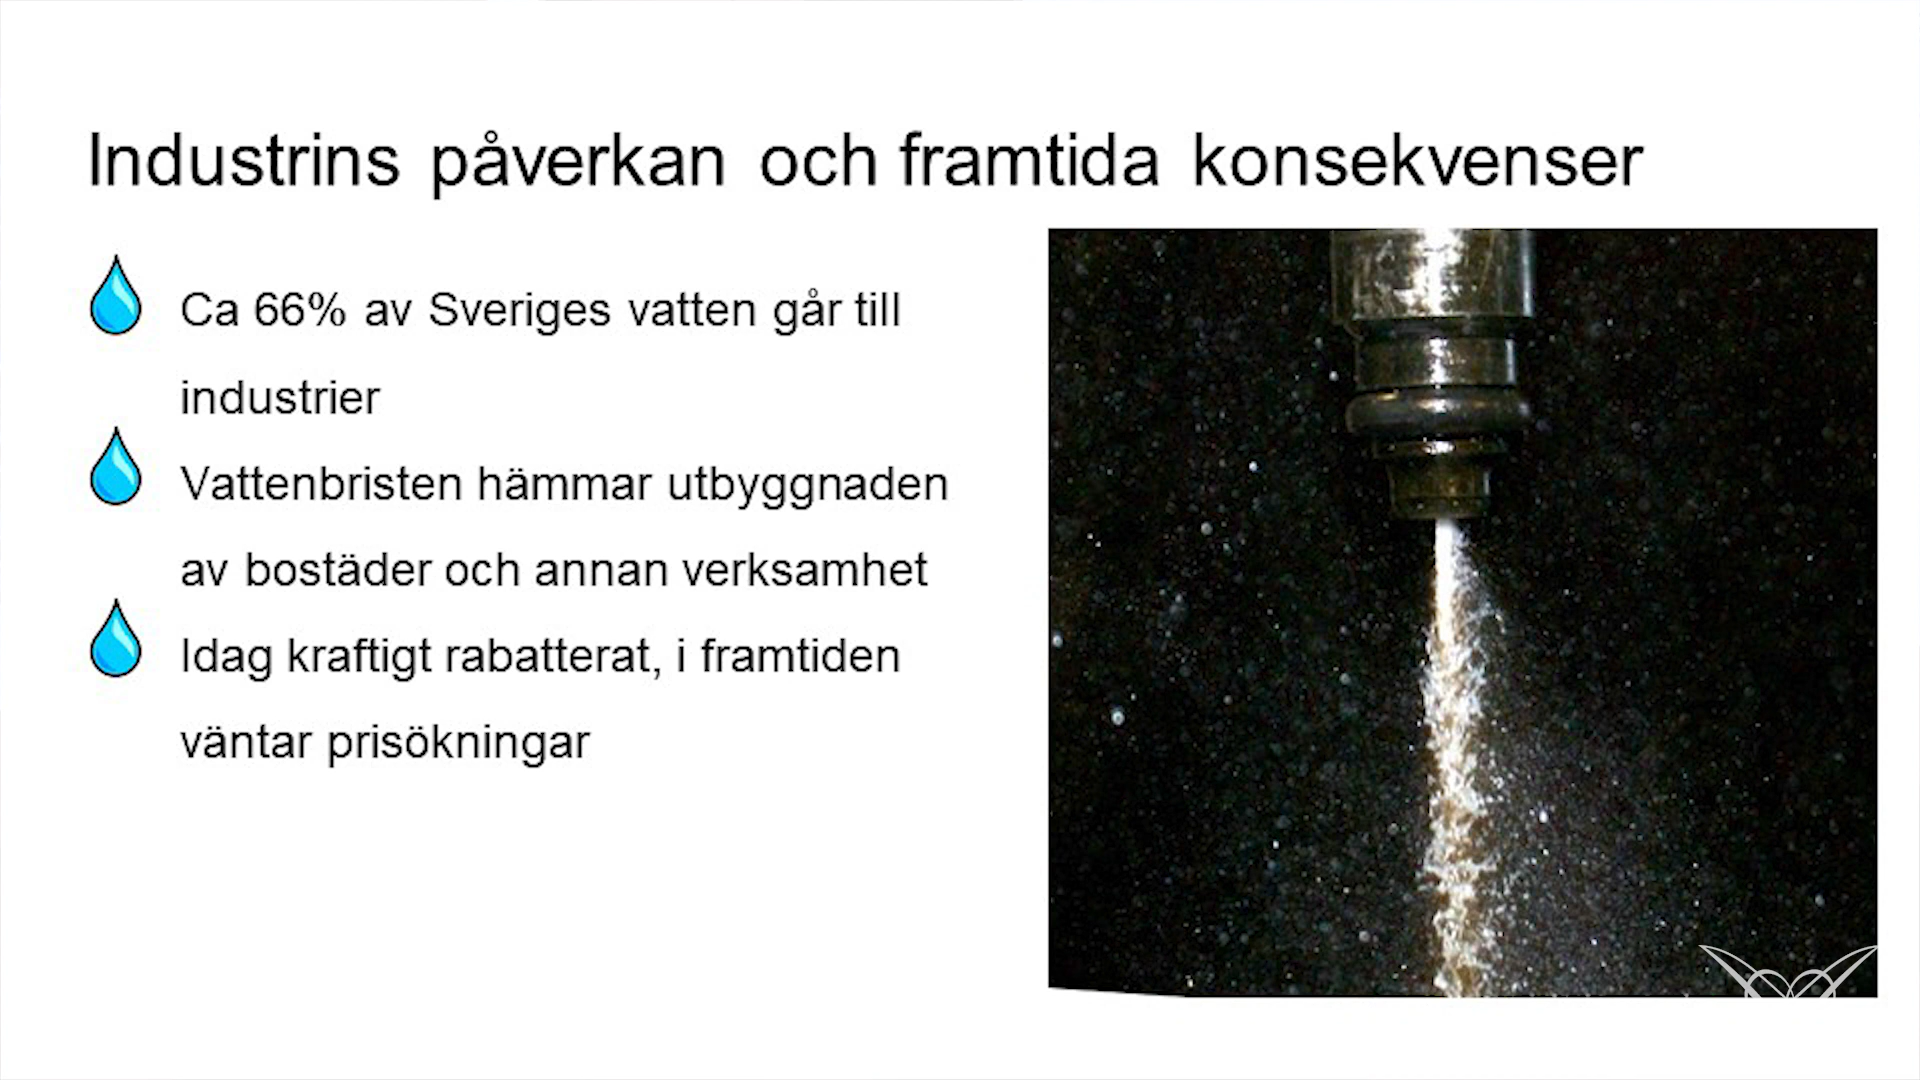 Industrins påverkan och framtida konsekvenser
Ca 66% av Sveriges vatten går till
industrier
Vattenbristen hämmar utbyggnaden
av bostäder och annan verksamhet
Idag kraftigt rabatterat, i framtiden
väntar prisökningar